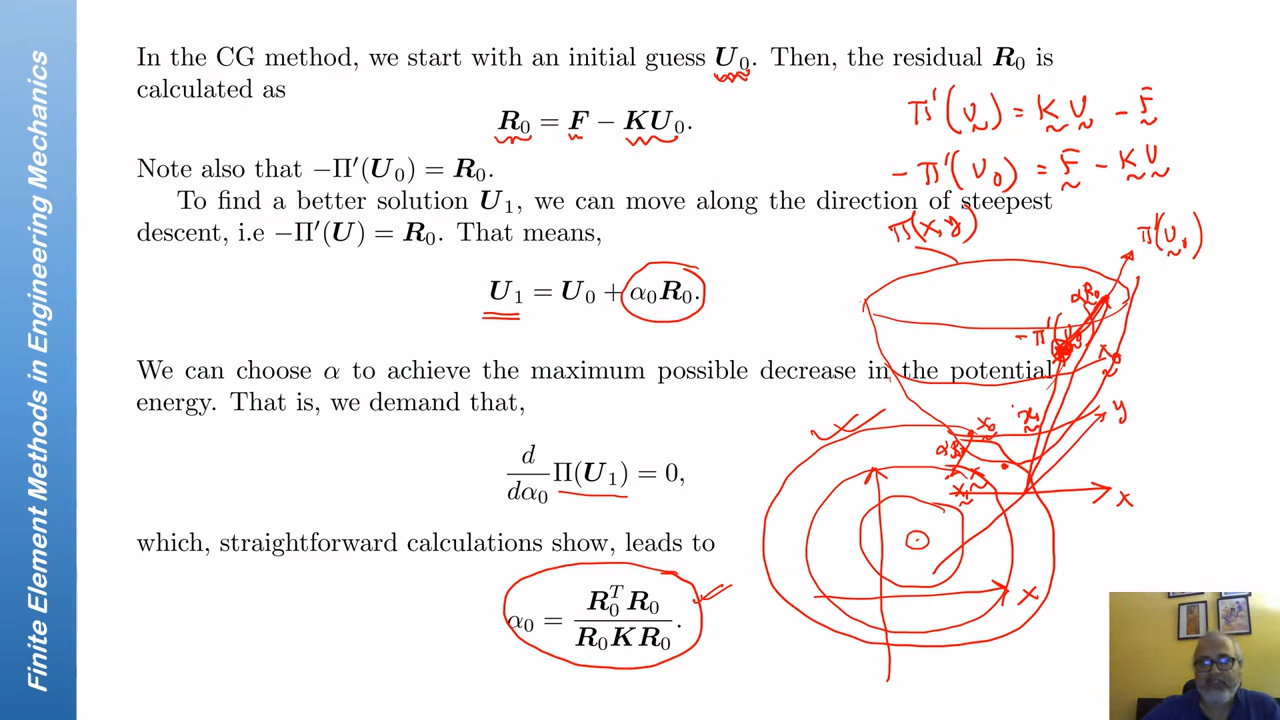 Finite Element Methods in Engineering Mechanics
In the CG method, we start with an initial guess U₀. Then, the residual R₀ is
calculated as
R₀ = F − KU₀.
Note also that −Π′(U₀) = R₀.
To find a better solution U₁, we can move along the direction of steepest
descent, i.e −Π′(U) = R₀. That means,
U₁ = U₀ + α₀R₀.
We can choose α to achieve the maximum possible decrease in the potential
energy. That is, we demand that,
d/dα₀ Π(U₁) = 0,
which, straightforward calculations show, leads to
α₀ = R₀ᵀR₀ / R₀KR₀.
Π′(U) = KU − F
−Π′(U₀) = F − KU
Π(x,y)
Π′(U₀)
αR₀
y
x
x₀
x